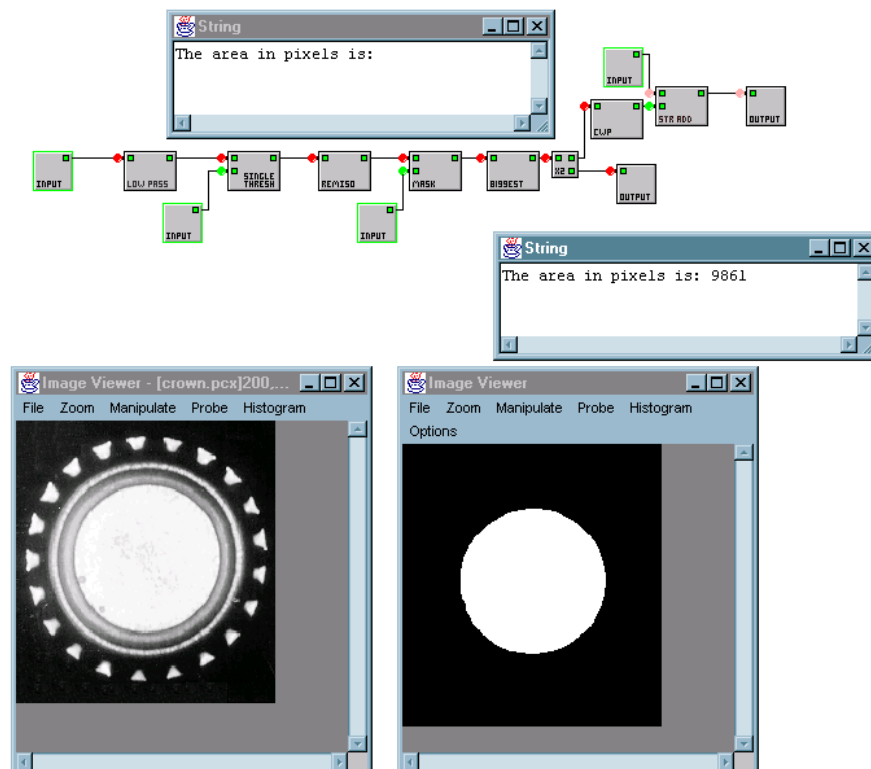 String
The area in pixels is:
INPUT
STR ADD
OUTPUT
CWP
INPUT
LOW PASS
SINGLE
THRESH
REMISO
MASK
BIGGEST
X2
OUTPUT
INPUT
INPUT
String
The area in pixels is: 9861
Image Viewer - [crown.pcx]200,...
File Zoom Manipulate Probe Histogram
Image Viewer
File Zoom Manipulate Probe Histogram
Options